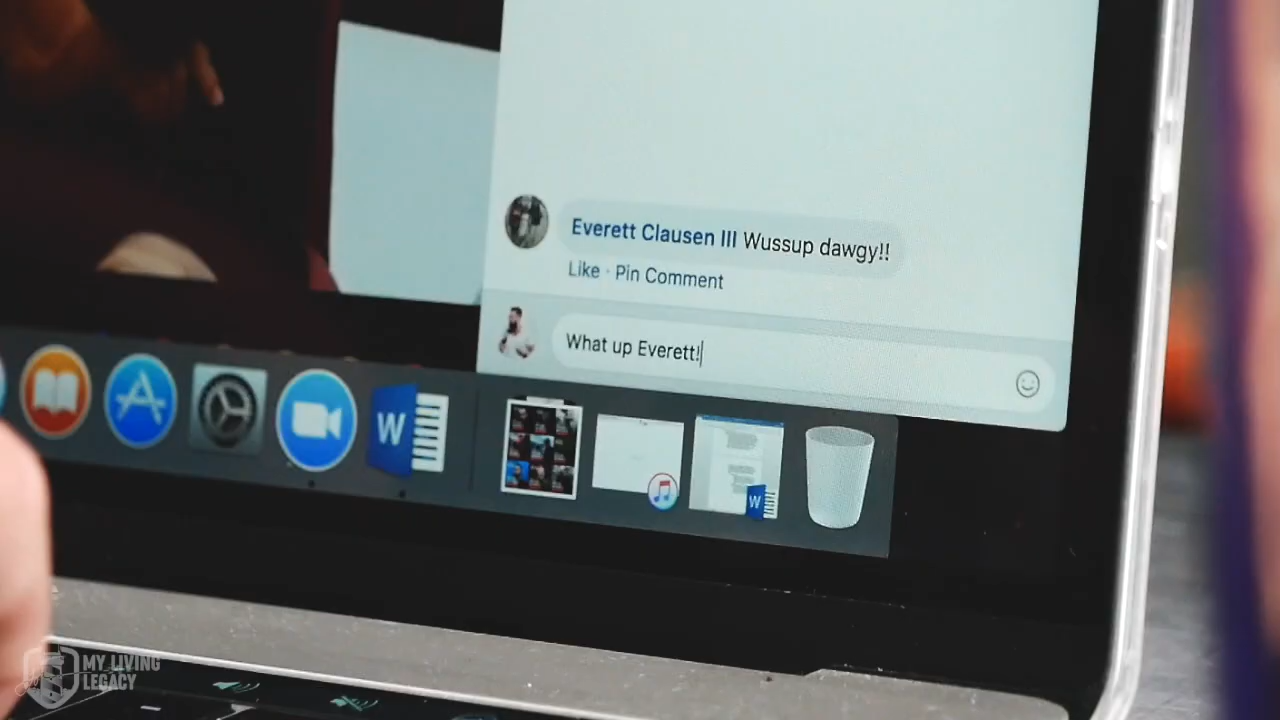 Everett Clausen III Wussup dawgy!!
Like · Pin Comment
What up Everett!
W
W
MY LIVING
LEGACY